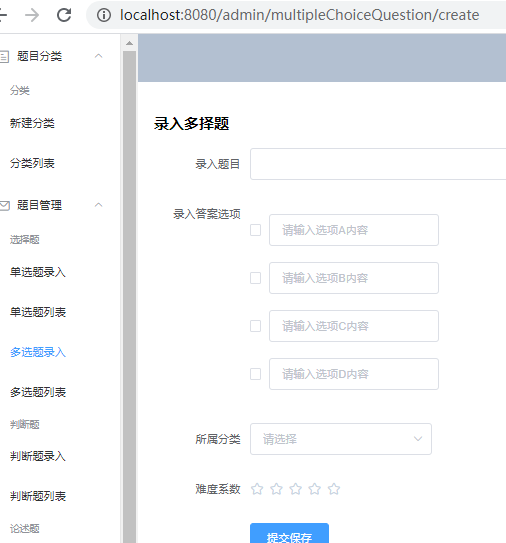 localhost:8080/admin/multipleChoiceQuestion/create
题目分类
分类
新建分类
分类列表
题目管理
选择题
单选题录入
单选题列表
多选题录入
多选题列表
判断题
判断题录入
判断题列表
论述题
录入多择题
录入题目
录入答案选项
请输入选项A内容
请输入选项B内容
请输入选项C内容
请输入选项D内容
所属分类
请选择
难度系数
提交保存